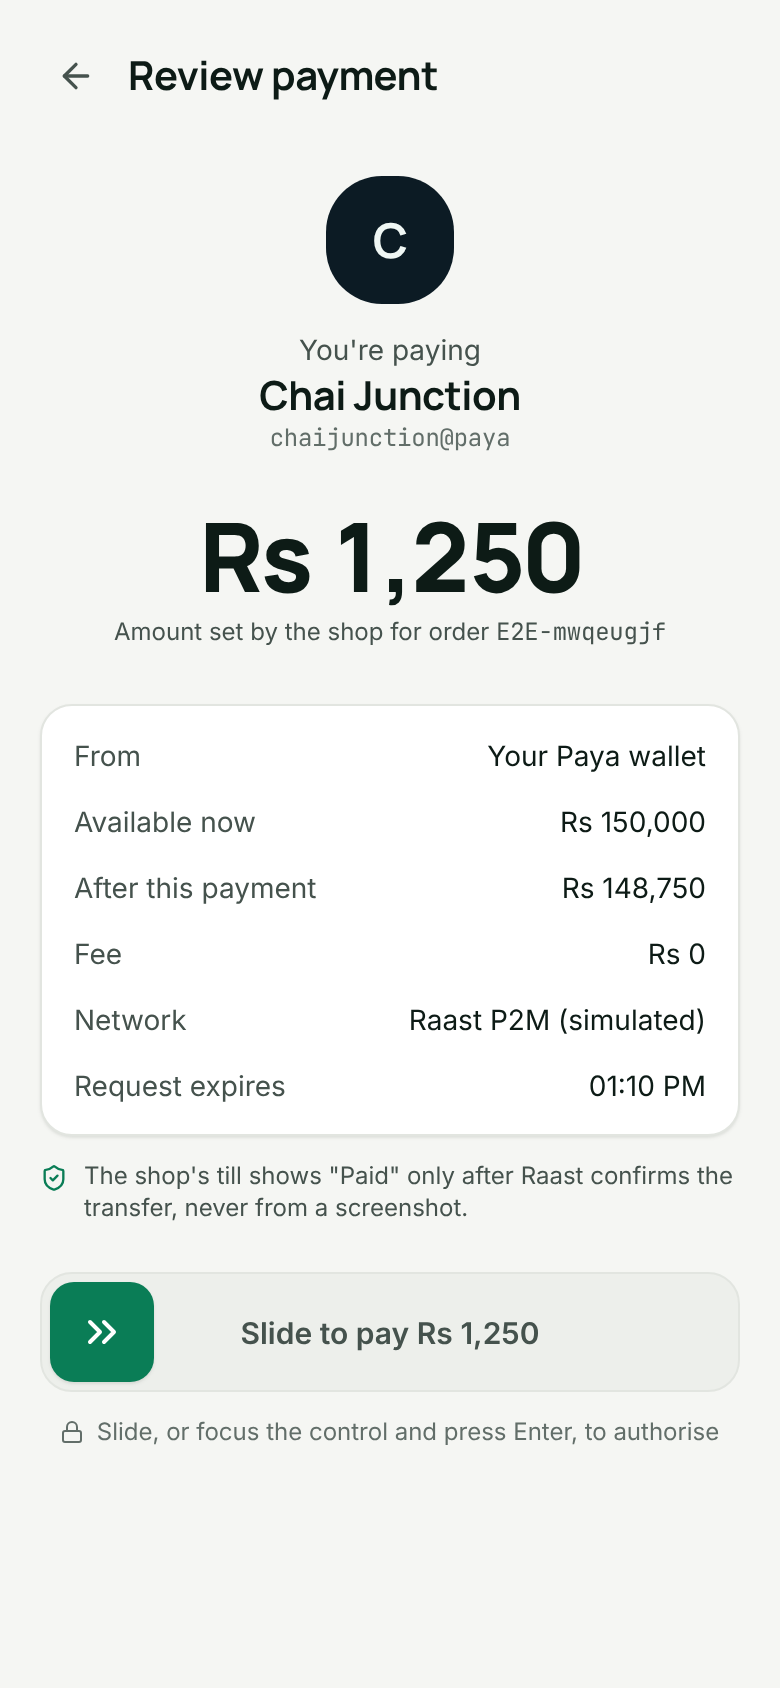 Review payment
C
You're paying
Chai Junction
chaijunction@paya
Rs 1,250
Amount set by the shop for order E2E-mwqeugjf
From Your Paya wallet
Available now Rs 150,000
After this payment Rs 148,750
Fee Rs 0
Network Raast P2M (simulated)
Request expires 01:10 PM
The shop's till shows "Paid" only after Raast confirms the
transfer, never from a screenshot.
Slide to pay Rs 1,250
Slide, or focus the control and press Enter, to authorise